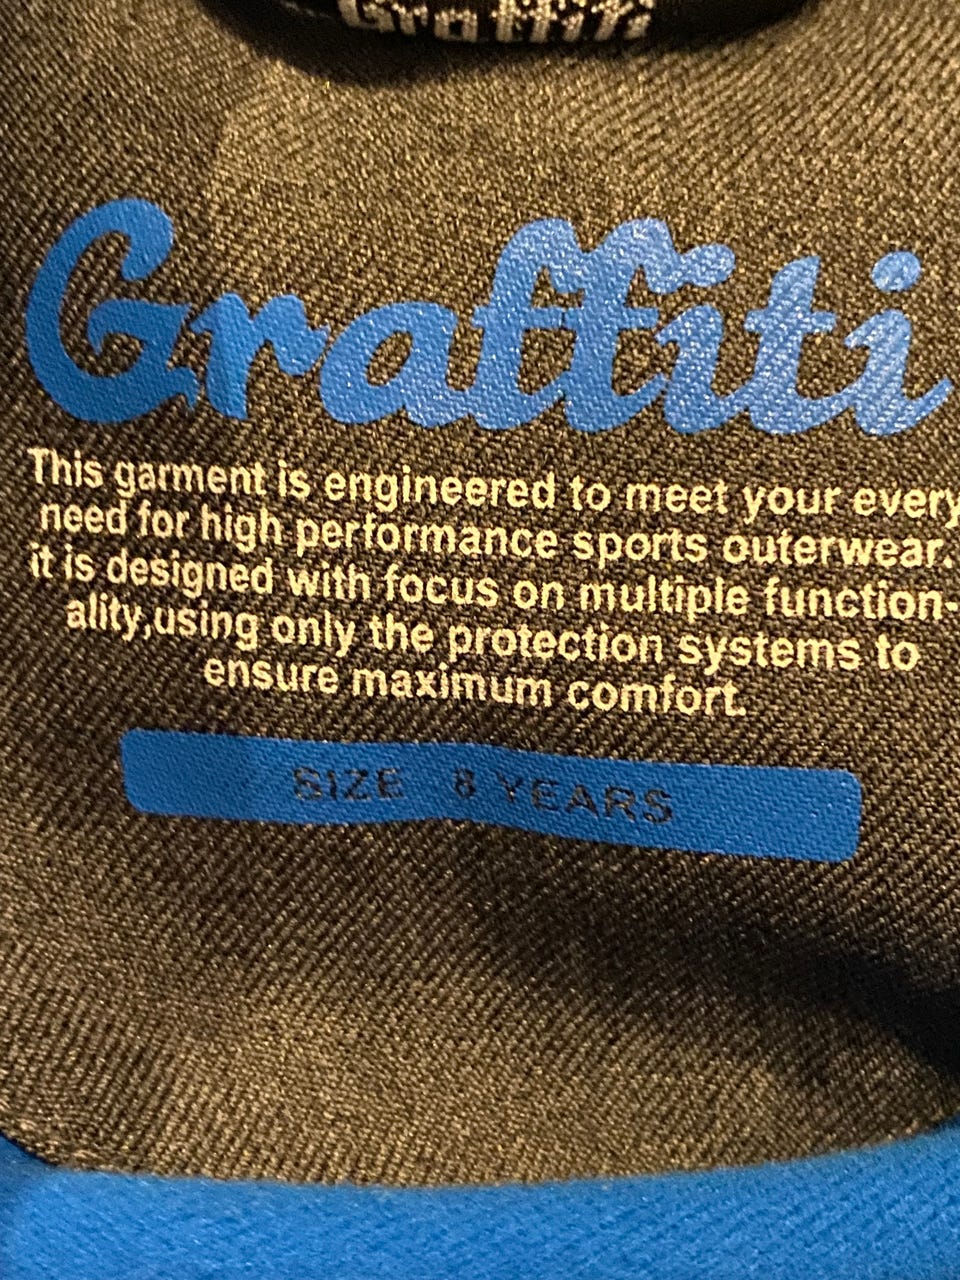 Graffiti
Graffiti
This garment is engineered to meet your every
need for high performance sports outerwear.
it is designed with focus on multiple function-
ality,using only the protection systems to
ensure maximum comfort.
SIZE 8 YEARS